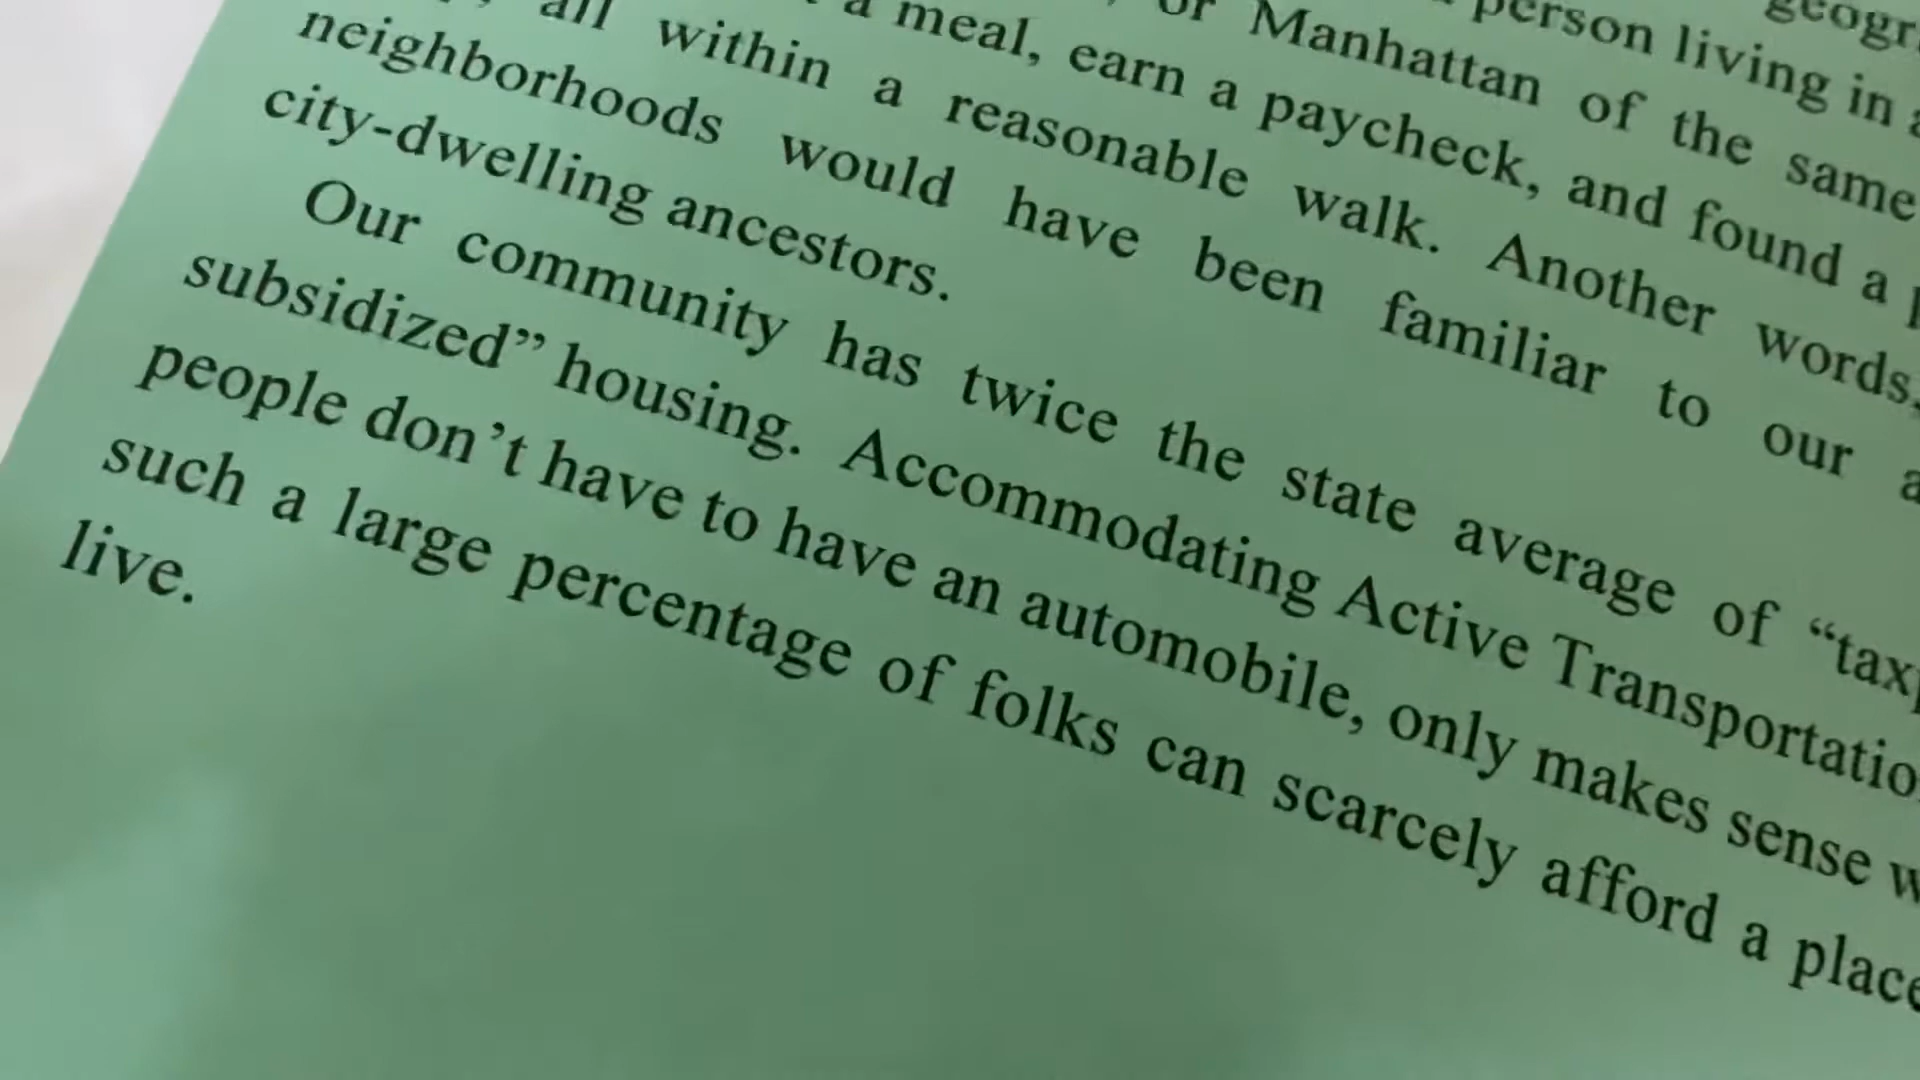 geogr
person living in
or Manhattan of the same
a meal, earn a paycheck, and found a
all within a reasonable walk. Another words,
neighborhoods would have been familiar to our
city-dwelling ancestors.
Our community has twice the state average of “taxp
subsidized” housing. Accommodating Active Transportatio
people don’t have to have an automobile, only makes sense w
such a large percentage of folks can scarcely afford a place
live.